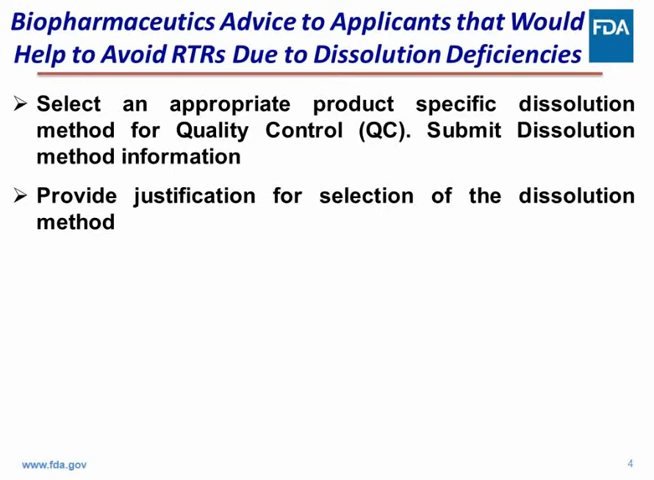 Biopharmaceutics Advice to Applicants that Would
Help to Avoid RTRs Due to Dissolution Deficiencies
FDA
➢ Select an appropriate product specific dissolution
method for Quality Control (QC). Submit Dissolution
method information
➢ Provide justification for selection of the dissolution
method
www.fda.gov
4